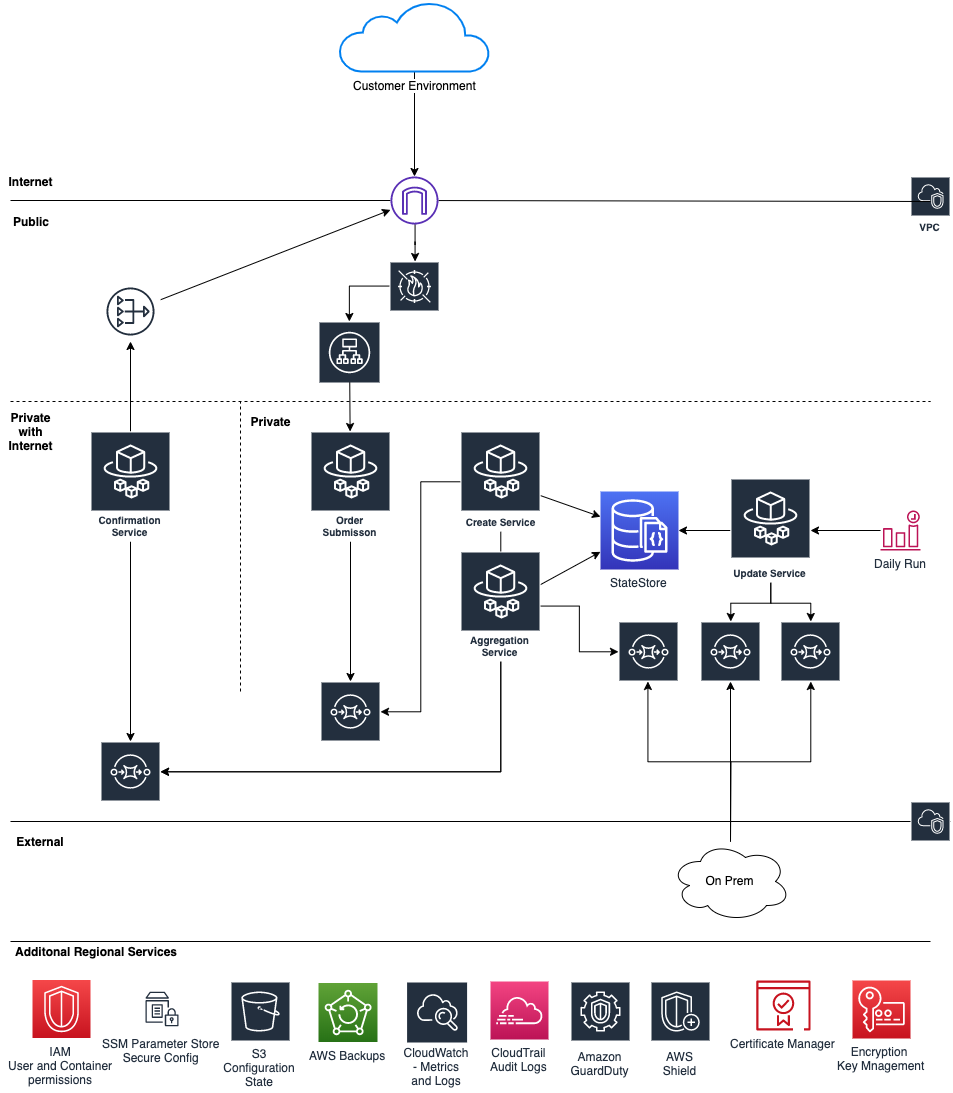 Customer Environment
Internet
Public
VPC
Private
with
Internet
Private
Confirmation
Service
Order
Submisson
Create Service
StateStore
Update Service
Daily Run
Aggregation
Service
External
On Prem
Additonal Regional Services
IAM
User and Container
permissions
SSM Parameter Store
Secure Config
S3
Configuration
State
AWS Backups
CloudWatch
- Metrics
and Logs
CloudTrail
Audit Logs
Amazon
GuardDuty
AWS
Shield
Certificate Manager
Encryption
Key Mnagement